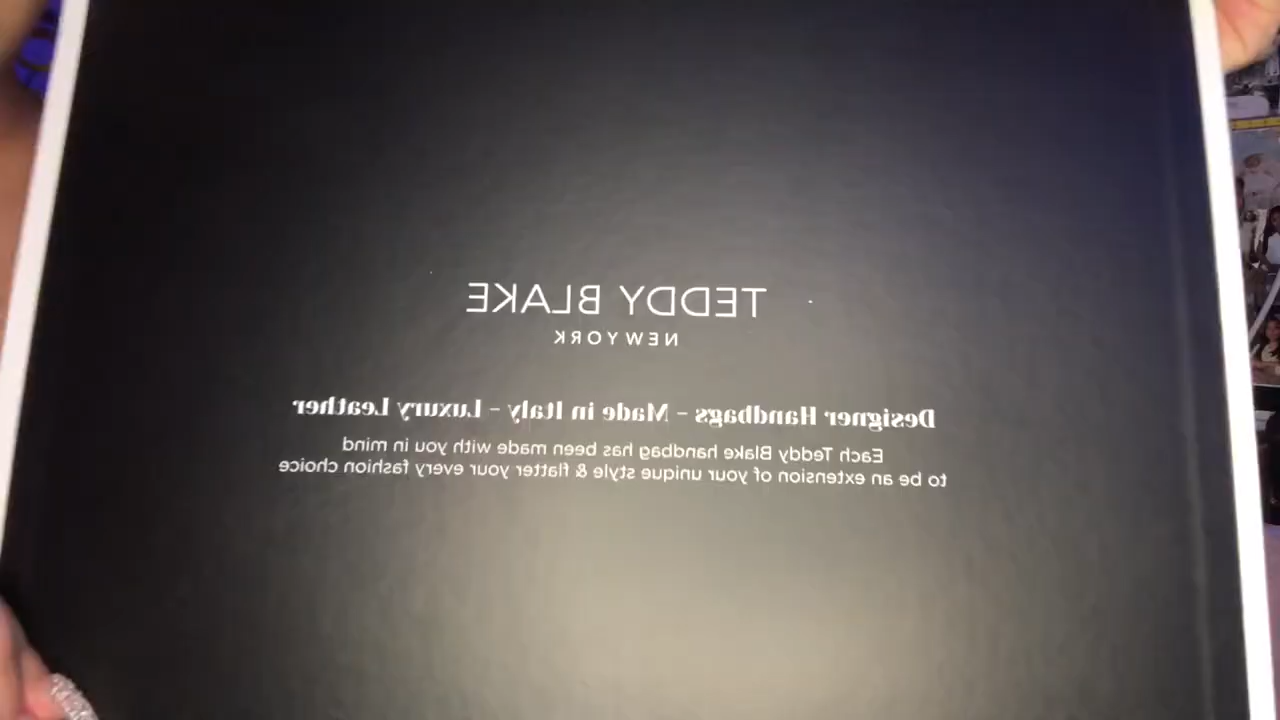 TEDDY BLAKE
NEW YORK
Designer Handbags - Made in Italy - Luxury Leather
Each Teddy Blake handbag has been made with you in mind
to be an extension of your unique style & flatter your every fashion choice